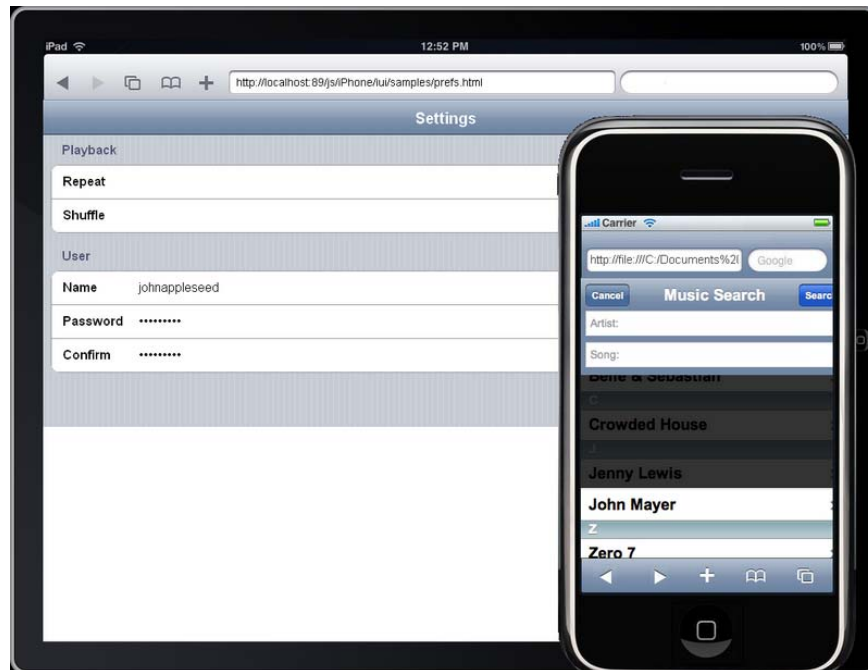 iPad
12:52 PM
100%
http://localhost:89/js/iPhone/iui/samples/prefs.html
Settings
Playback
Repeat
Shuffle
User
Name johnappleseed
Password •••••••••
Confirm •••••••••
Carrier
http://file:///C:/Documents%2
Google
Cancel
Music Search
Searc
Artist:
Song:
Belle & Sebastian
C
Crowded House
J
Jenny Lewis
John Mayer
Z
Zero 7